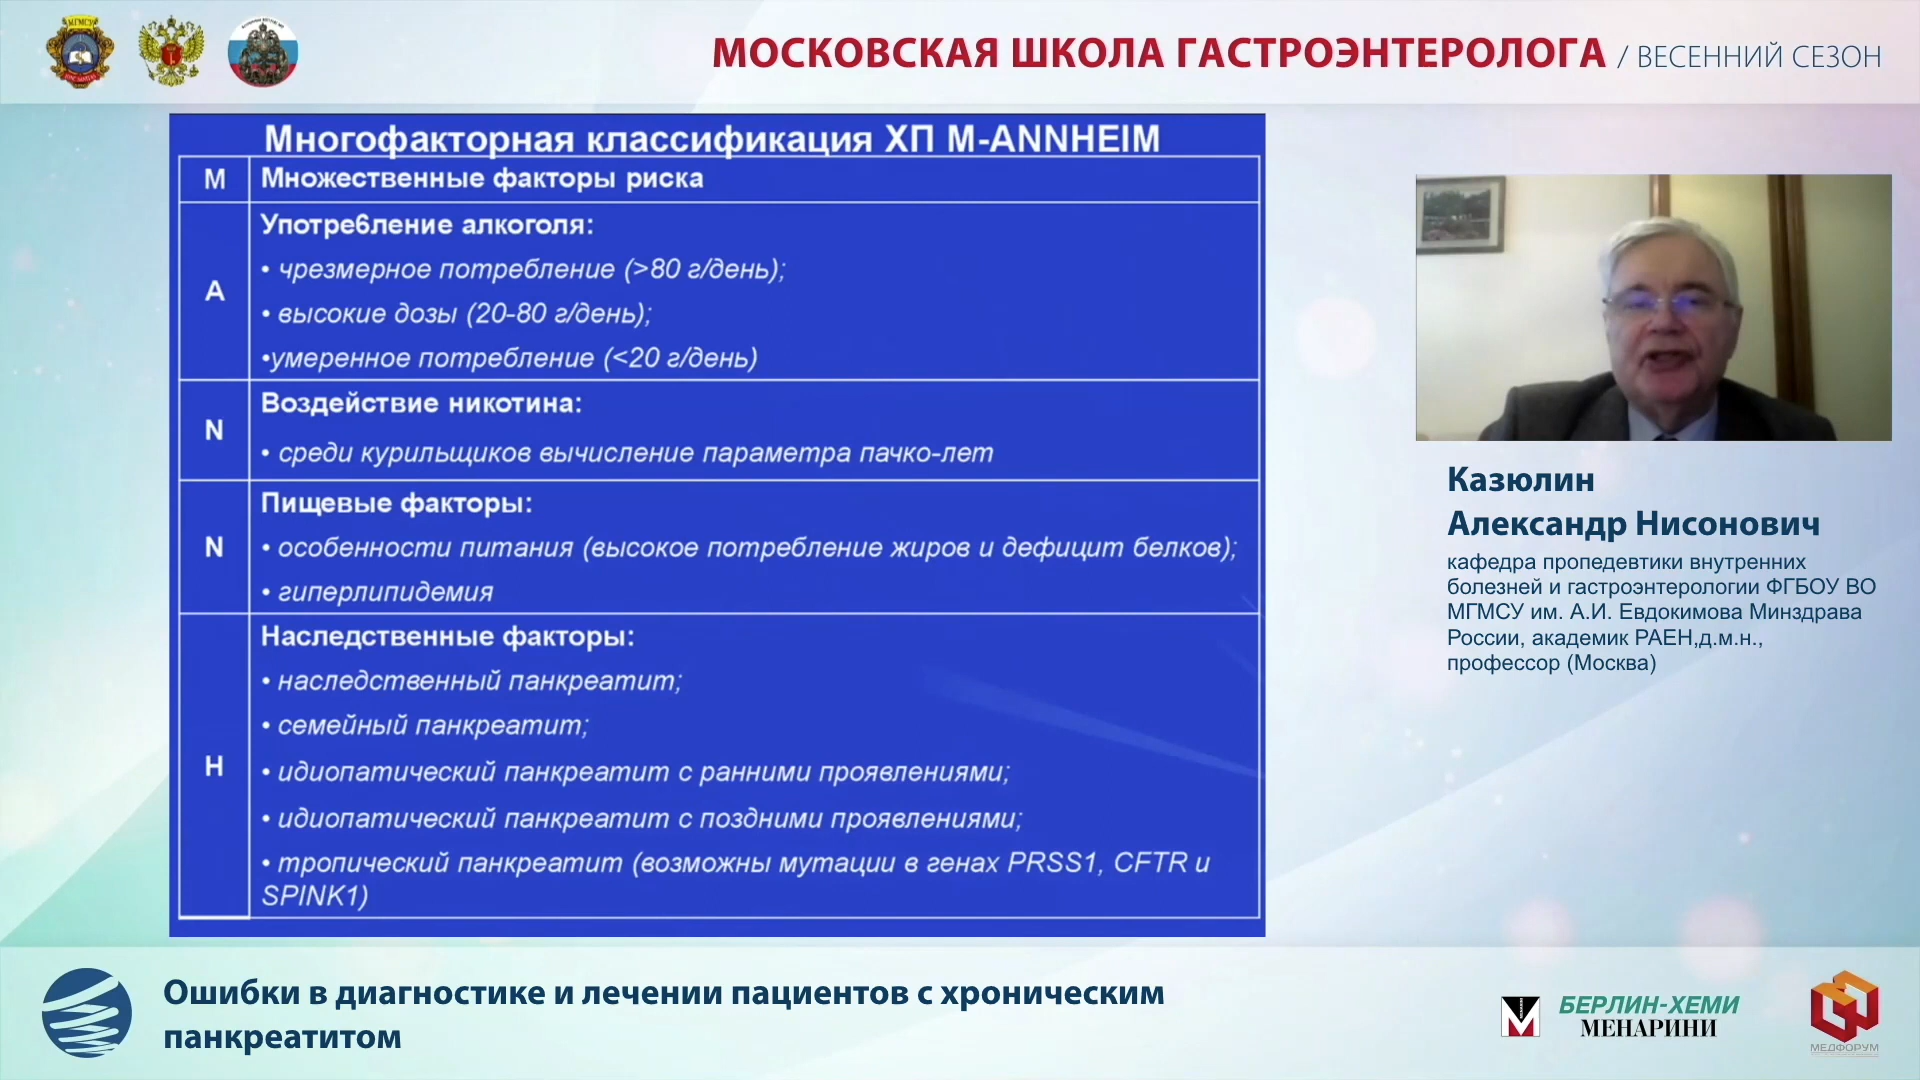 МГМСУ
МОСКОВСКАЯ ШКОЛА ГАСТРОЭНТЕРОЛОГА / ВЕСЕННИЙ СЕЗОН
Многофакторная классификация ХП M-ANNHEIM
M
Множественные факторы риска
A
Употре6ление алкоголя:
• чрезмерное потребление (>80 г/день);
• высокие дозы (20-80 г/день);
•умеренное потребление (<20 г/день)
N
Воздействие никотина:
• среди курильщиков вычисление параметра пачко-лет
N
Пищевые факторы:
• особенности питания (высокое потребление жиров и дефицит белков);
• гиперлипидемия
H
Наследственные факторы:
• наследственный панкреатит;
• семейный панкреатит;
• идиопатический панкреатит с ранними проявлениями;
• идиопатический панкреатит с поздними проявлениями;
• тропический панкреатит (возможны мутации в генах PRSS1, CFTR и
SPINK1)
Казюлин
Александр Нисонович
кафедра пропедевтики внутренних
болезней и гастроэнтерологии ФГБОУ ВО
МГМСУ им. А.И. Евдокимова Минздрава
России, академик РАЕН,д.м.н.,
профессор (Москва)
Ошибки в диагностике и лечении пациентов с хроническим
панкреатитом
БЕРЛИН-ХЕМИ
МЕНАРИНИ
МЕДФОРУМ